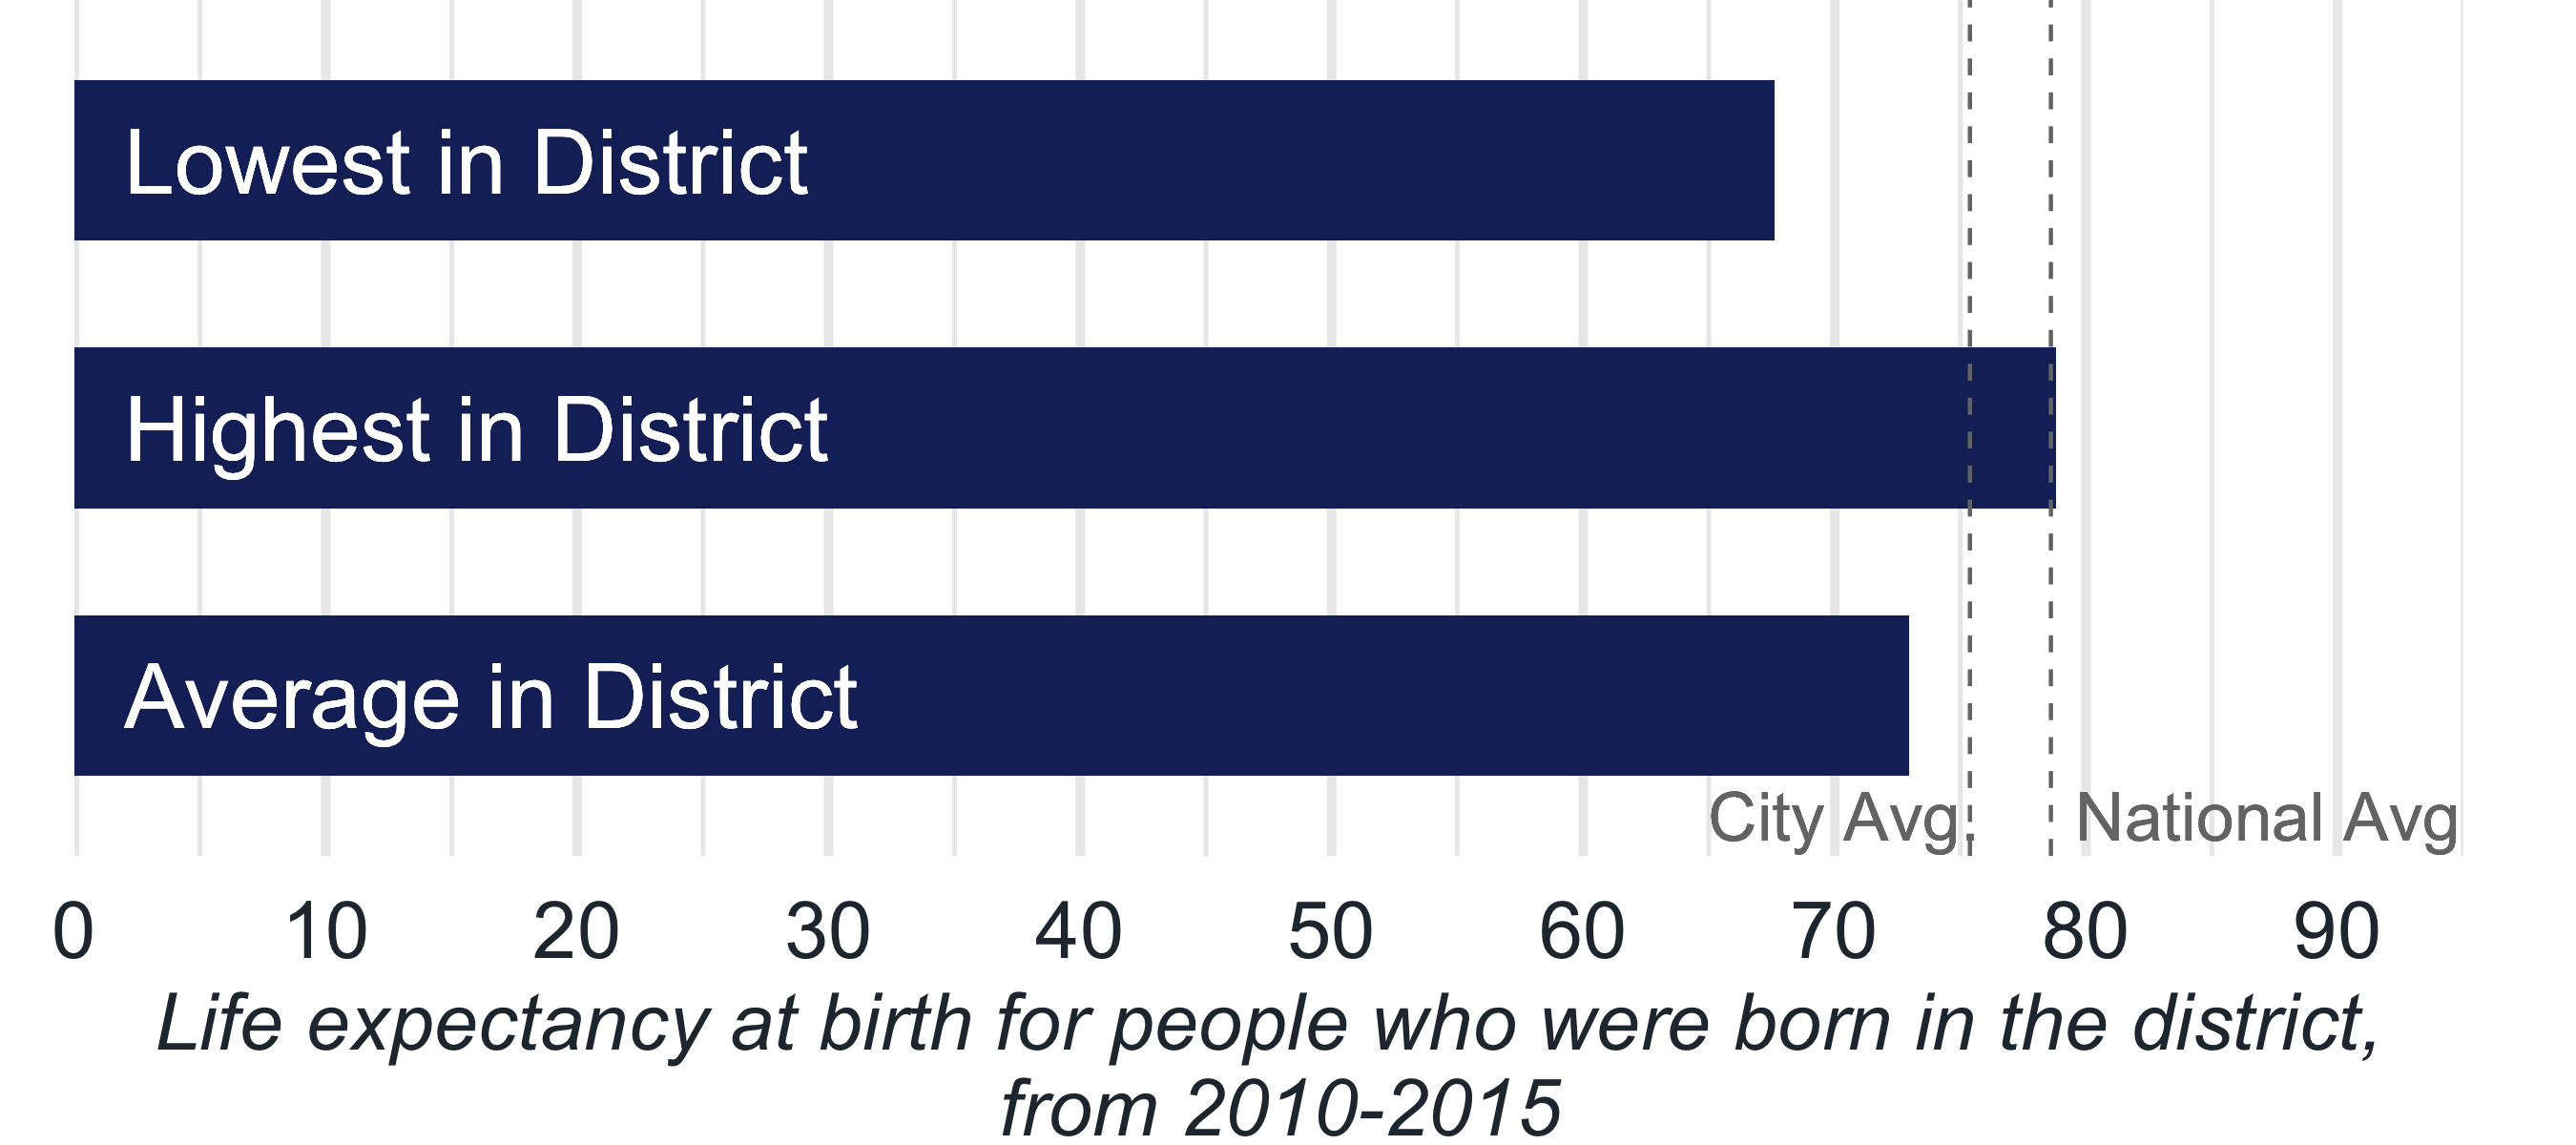 Lowest in District
Highest in District
Average in District
City Avg. National Avg
0 10 20 30 40 50 60 70 80 90
Life expectancy at birth for people who were born in the district,
from 2010-2015